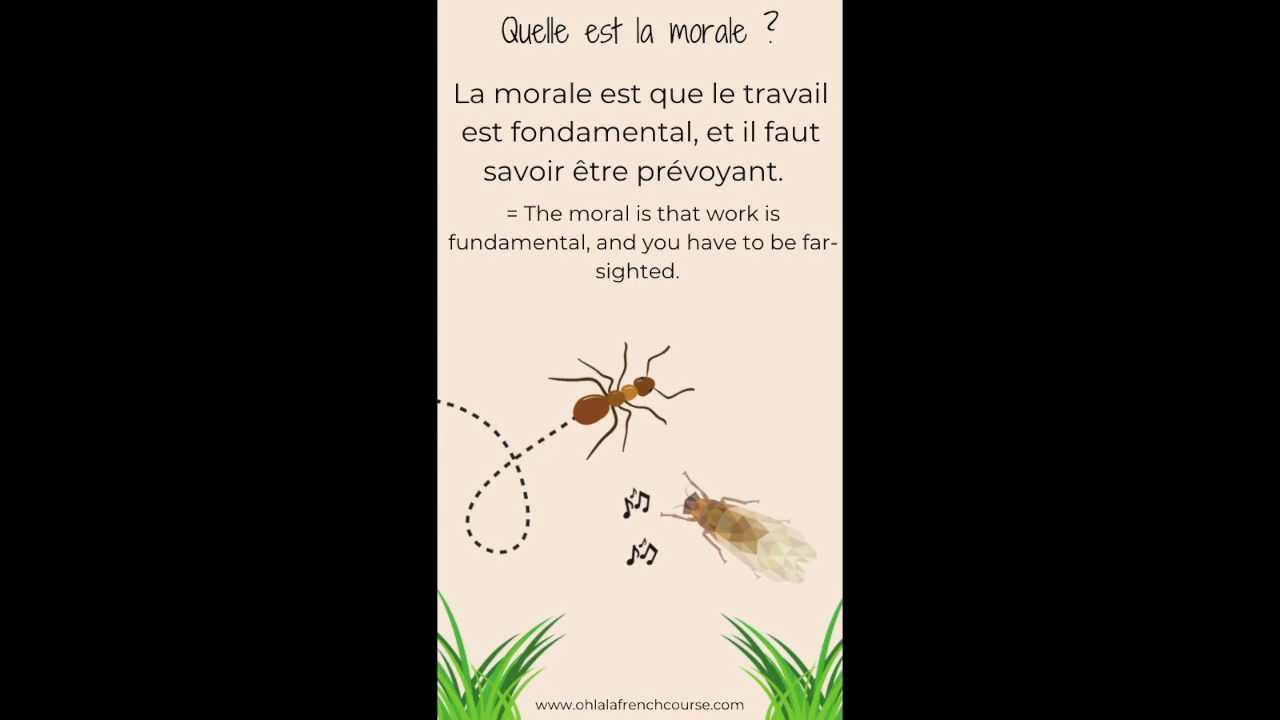 Quelle est la morale ?
La morale est que le travail
est fondamental, et il faut
savoir être prévoyant.
= The moral is that work is
fundamental, and you have to be far-
sighted.
www.ohlalafrenchcourse.com